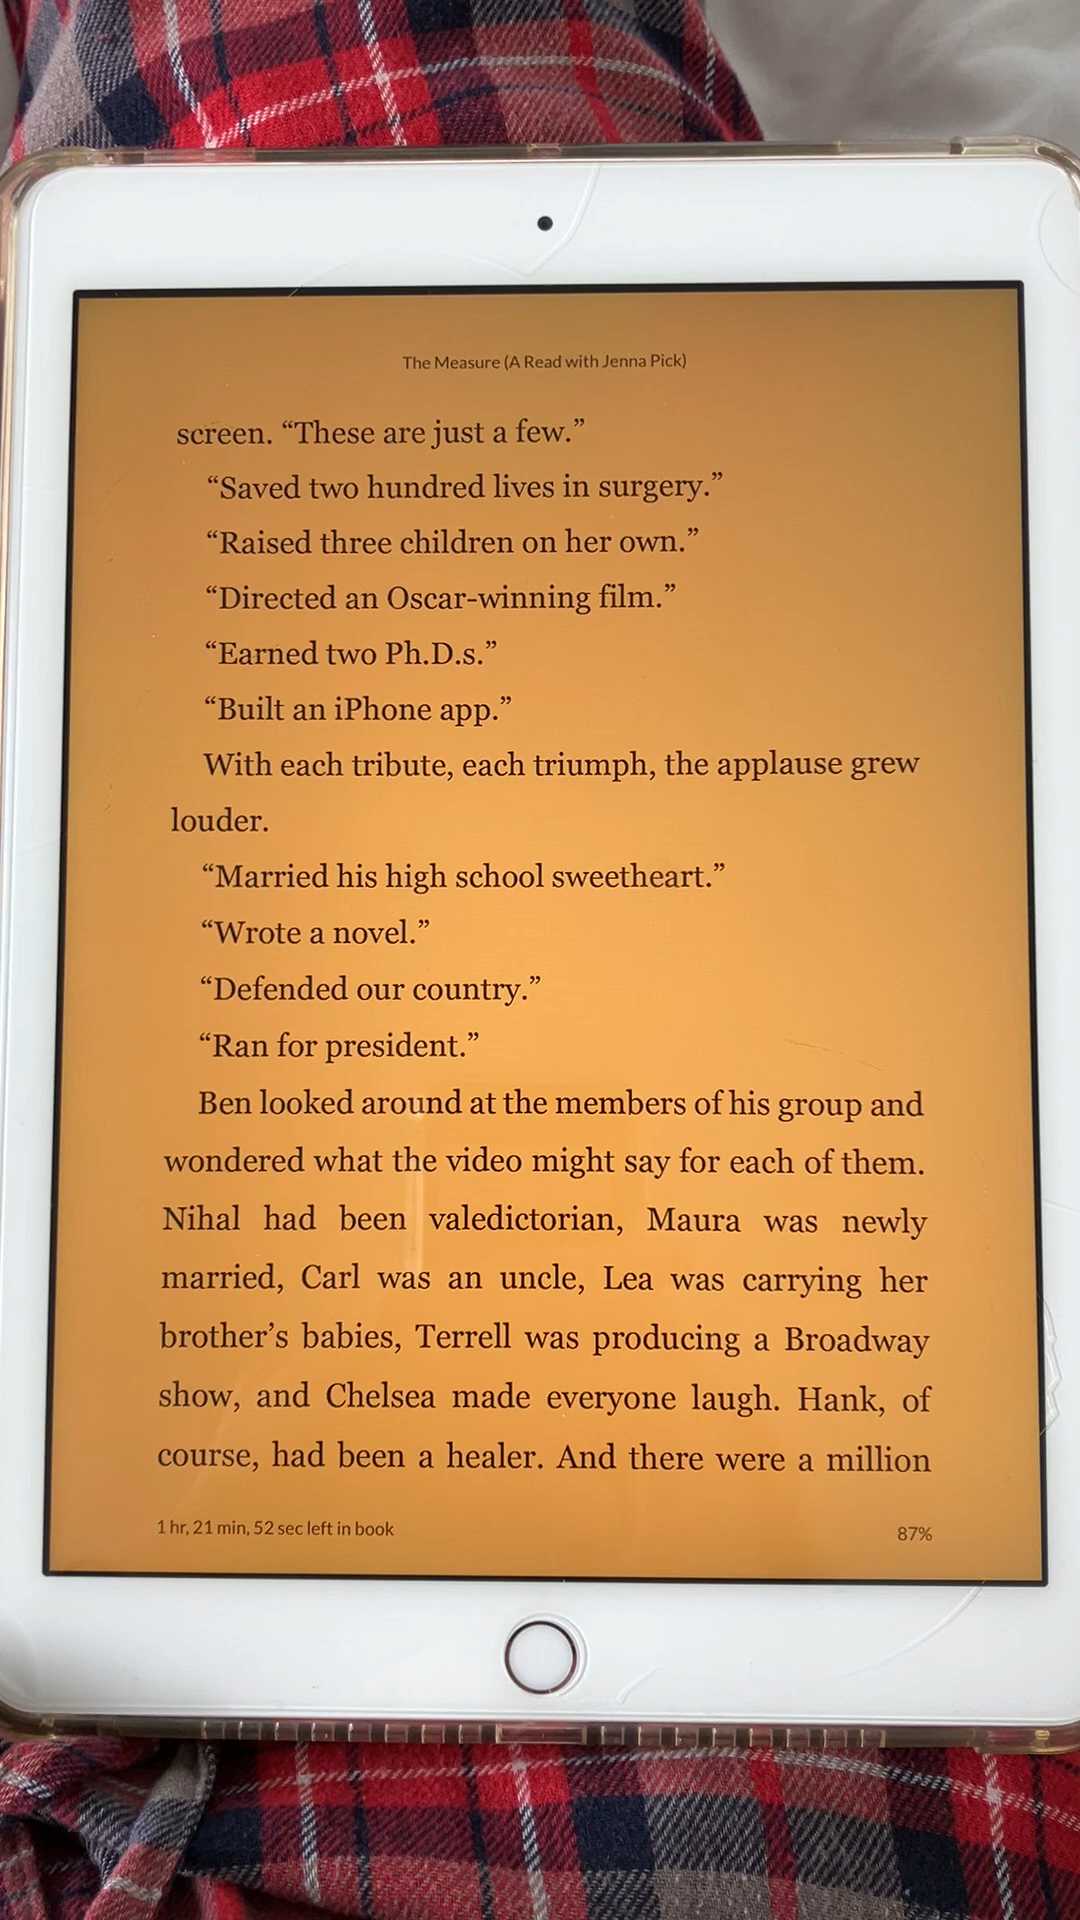 The Measure (A Read with Jenna Pick)
screen. “These are just a few.”
“Saved two hundred lives in surgery.”
“Raised three children on her own.”
“Directed an Oscar-winning film.”
“Earned two Ph.D.s.”
“Built an iPhone app.”
With each tribute, each triumph, the applause grew
louder.
“Married his high school sweetheart.”
“Wrote a novel.”
“Defended our country.”
“Ran for president.”
Ben looked around at the members of his group and
wondered what the video might say for each of them.
Nihal had been valedictorian, Maura was newly
married, Carl was an uncle, Lea was carrying her
brother’s babies, Terrell was producing a Broadway
show, and Chelsea made everyone laugh. Hank, of
course, had been a healer. And there were a million
1 hr, 21 min, 52 sec left in book
87%